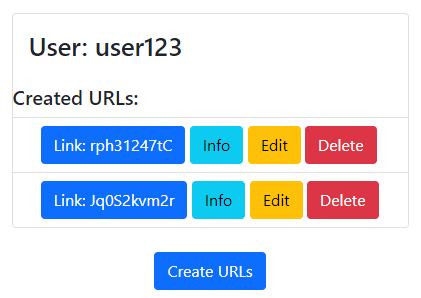 User: user123
Created URLs:
Link: rph31247tC Info Edit Delete
Link: Jq0S2kvm2r Info Edit Delete
Create URLs